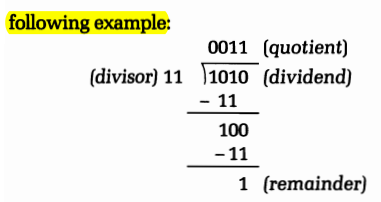 following example:
0011 (quotient)
(divisor) 11 1010 (dividend)
- 11
100
- 11
1 (remainder)